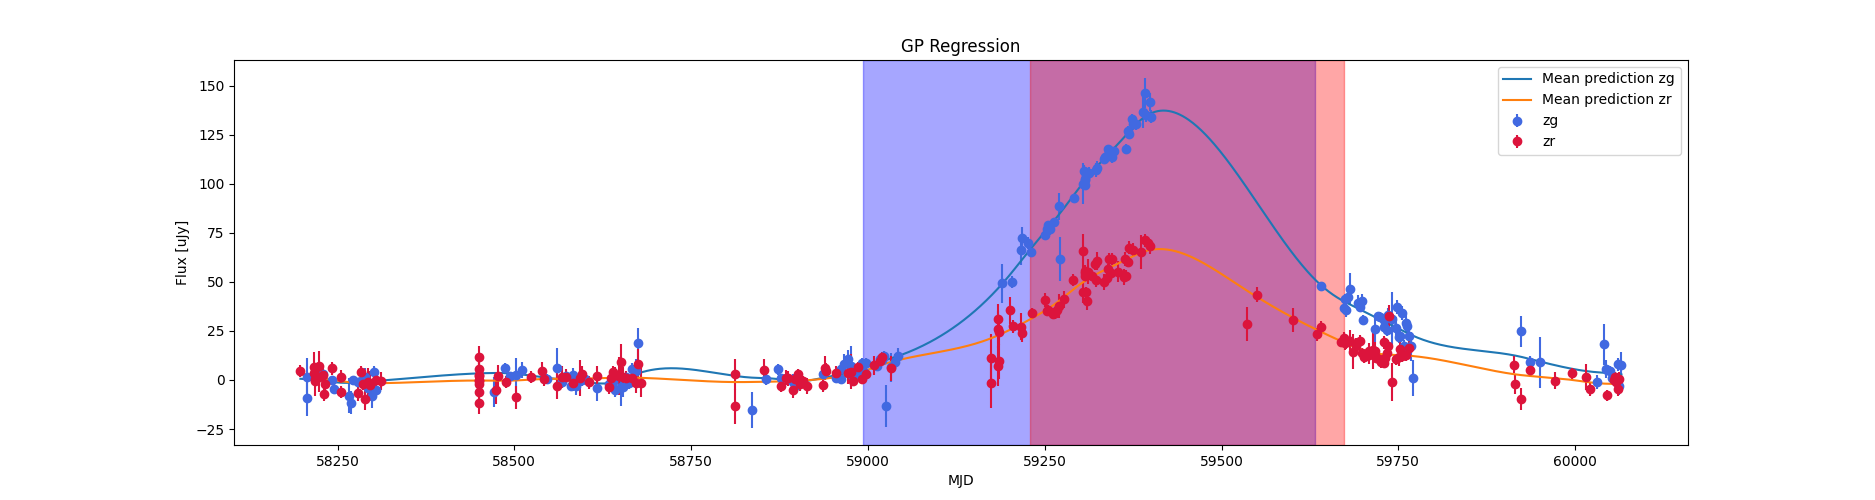 GP Regression
Flux [uJy]
150
125
100
75
50
25
0
−25
58250 58500 58750 59000 59250 59500 59750 60000
MJD
Mean prediction zg
Mean prediction zr
zg
zr